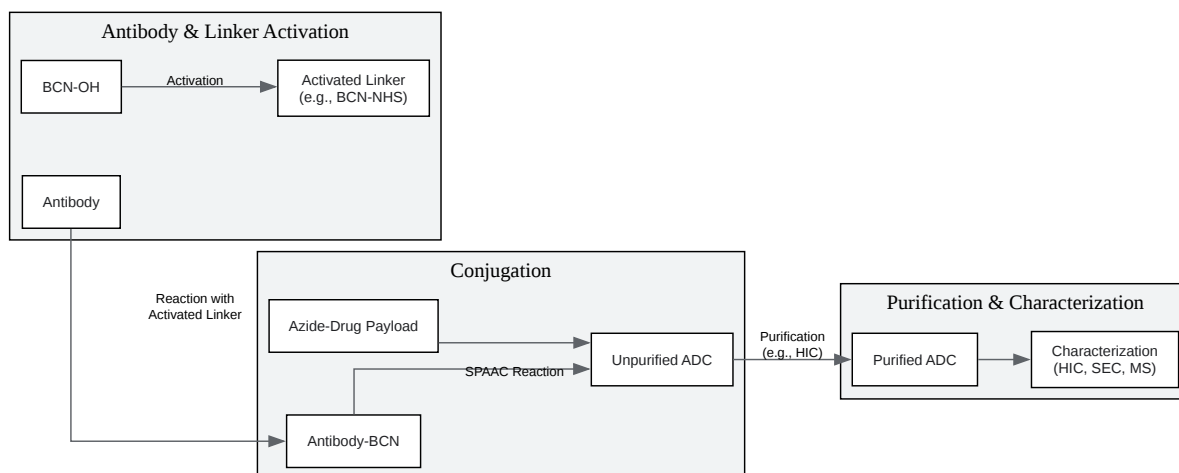 Antibody & Linker Activation
BCN-OH
Activation
Activated Linker
(e.g., BCN-NHS)
Antibody
Reaction with
Activated Linker
Conjugation
Azide-Drug Payload
SPAAC Reaction
Unpurified ADC
Antibody-BCN
Purification
(e.g., HIC)
Purification & Characterization
Purified ADC
Characterization
(HIC, SEC, MS)